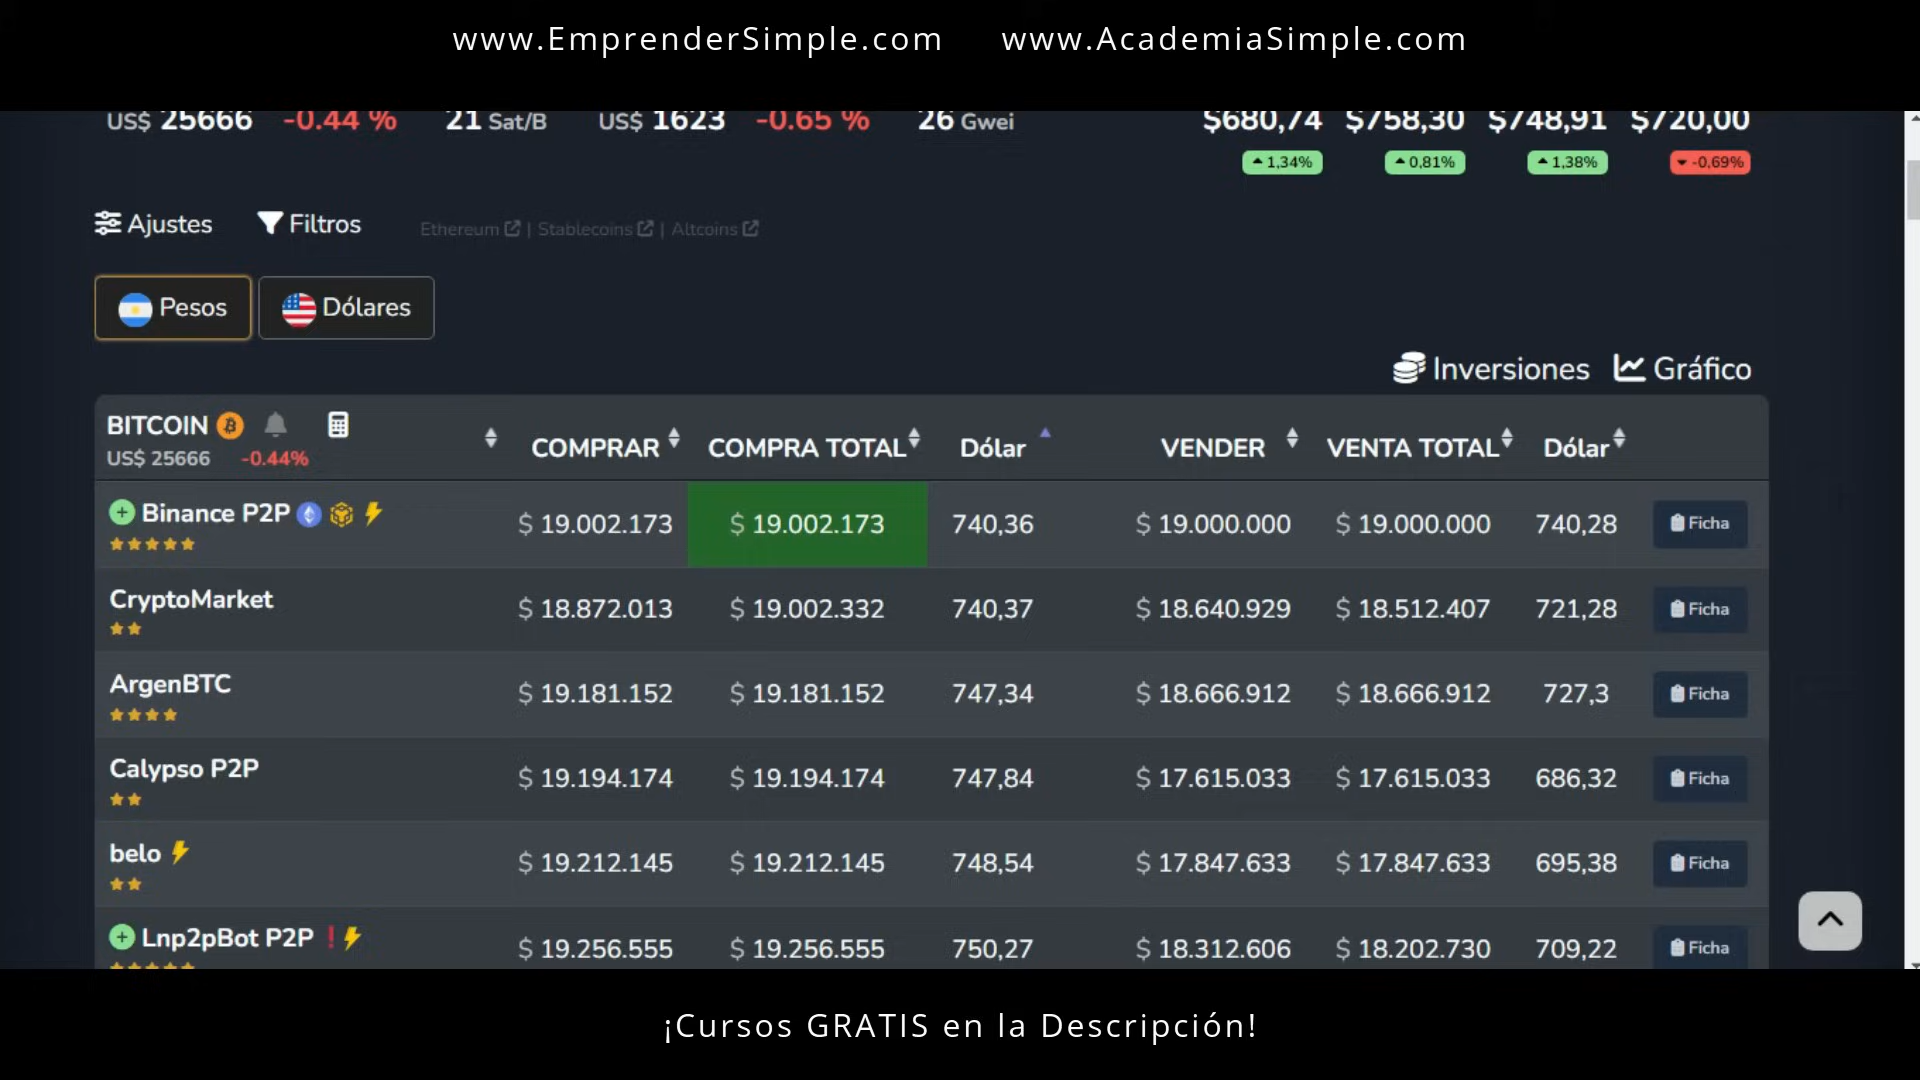 www.EmprenderSimple.com www.AcademiaSimple.com
US$ 25666 -0.44 % 21 Sat/B US$ 1623 -0.65 % 26 Gwei $680,74 $758,30 $748,91 $720,00
1,34% 0,81% 1,38% -0,69%
Ajustes Filtros Ethereum | Stablecoins | Altcoins
Pesos Dólares
Inversiones Gráfico
BITCOIN
US$ 25666 -0.44%
COMPRAR COMPRA TOTAL Dólar VENDER VENTA TOTAL Dólar
Binance P2P $ 19.002.173 $ 19.002.173 740,36 $ 19.000.000 $ 19.000.000 740,28 Ficha
CryptoMarket $ 18.872.013 $ 19.002.332 740,37 $ 18.640.929 $ 18.512.407 721,28 Ficha
ArgenBTC $ 19.181.152 $ 19.181.152 747,34 $ 18.666.912 $ 18.666.912 727,3 Ficha
Calypso P2P $ 19.194.174 $ 19.194.174 747,84 $ 17.615.033 $ 17.615.033 686,32 Ficha
belo $ 19.212.145 $ 19.212.145 748,54 $ 17.847.633 $ 17.847.633 695,38 Ficha
Lnp2pBot P2P $ 19.256.555 $ 19.256.555 750,27 $ 18.312.606 $ 18.202.730 709,22 Ficha
¡Cursos GRATIS en la Descripción!